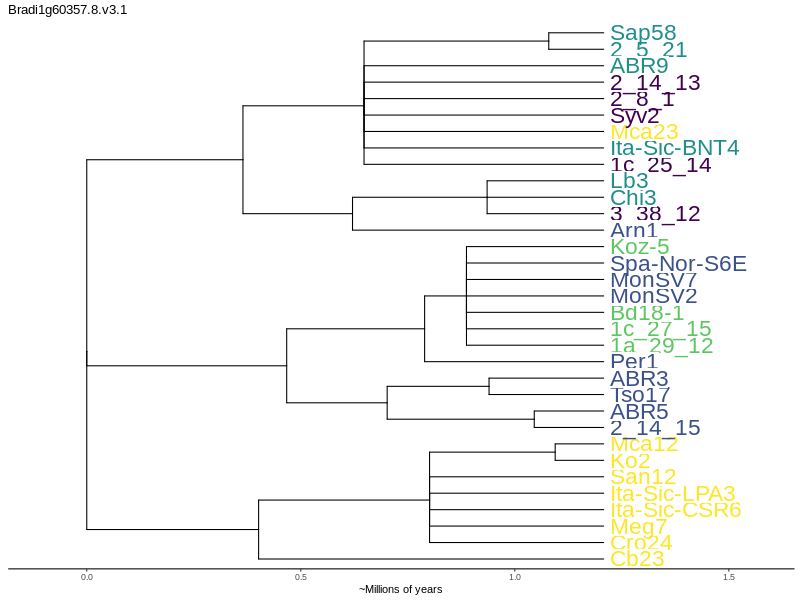 Bradi1g60357.8.v3.1
Sap58
2_5_21
ABR9
2_14_13
2_8_1
Syv2
Mca23
Ita-Sic-BNT4
1c_25_14
Lb3
Chi3
3_38_12
Arn1
Koz-5
Spa-Nor-S6E
MonSV7
MonSV2
Bd18-1
1c_27_15
1a_29_12
Per1
ABR3
Tso17
ABR5
2_14_15
Mca12
Ko2
San12
Ita-Sic-LPA3
Ita-Sic-CSR6
Meg7
Cro24
Cb23
0.0 0.5 1.0 1.5
~Millions of years